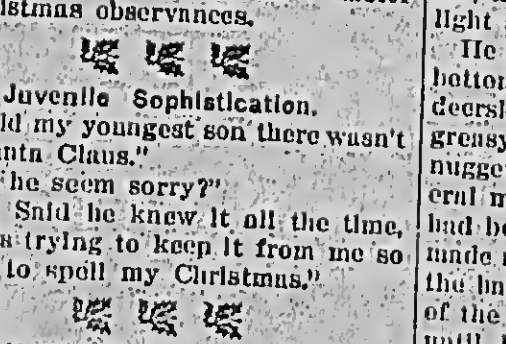 istmas observances.
Juvenile Sophistication.
ld my youngest son there wasn't
anta Claus."
he seem sorry?"
Said he knew it all the time,
s trying to keep it from me so
to spoil my Christmas."
light
He
bottom
deersk
greasy
nugge
eral m
had be
made
the
of the
until